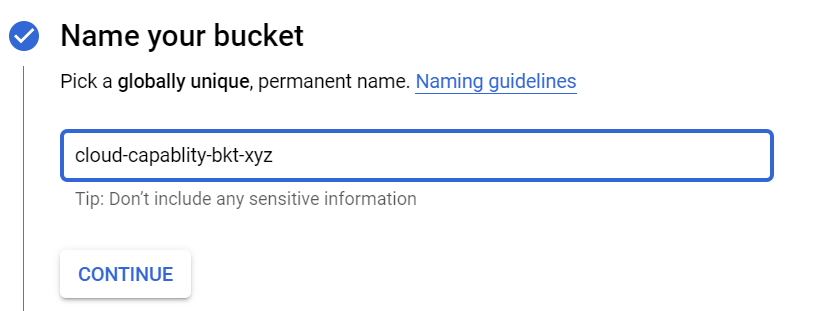 Name your bucket
Pick a globally unique, permanent name. Naming guidelines
cloud-capablity-bkt-xyz
Tip: Don’t include any sensitive information
CONTINUE